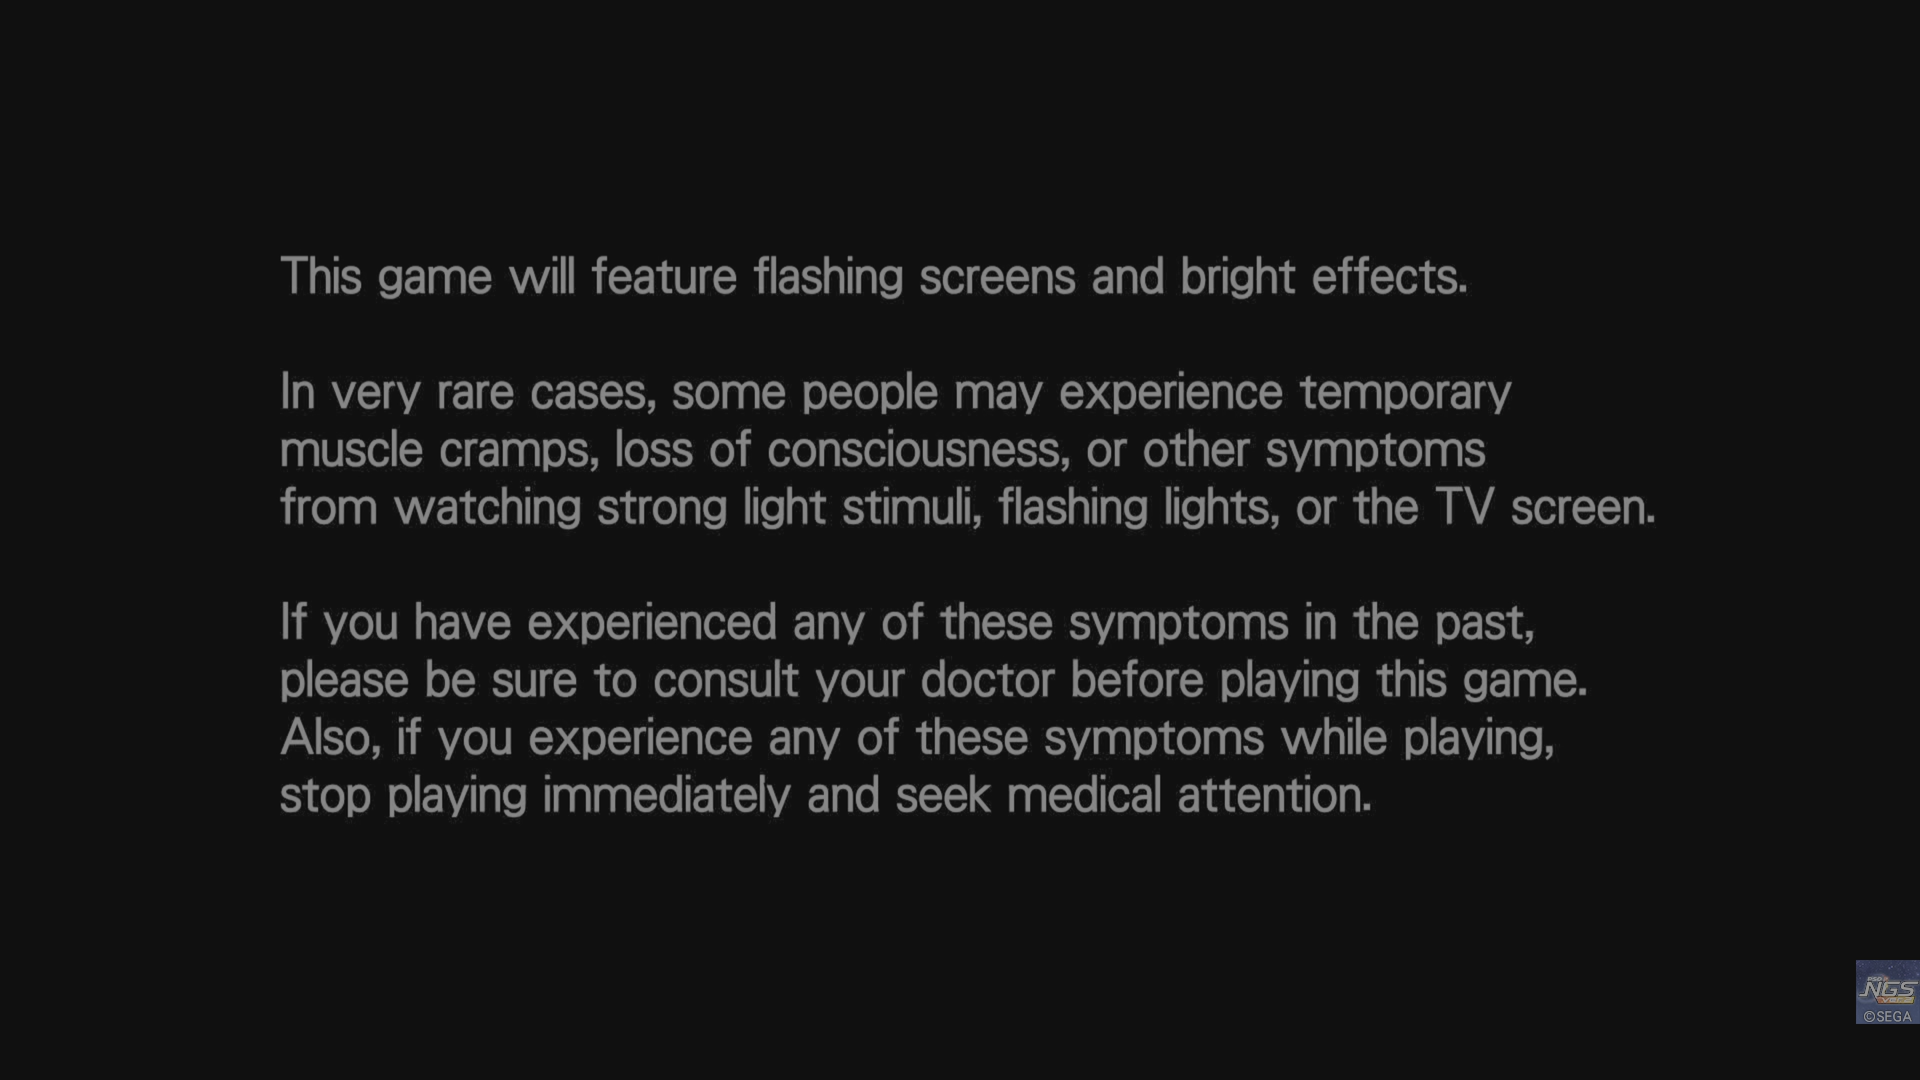 This game will feature flashing screens and bright effects.
In very rare cases, some people may experience temporary
muscle cramps, loss of consciousness, or other symptoms
from watching strong light stimuli, flashing lights, or the TV screen.
If you have experienced any of these symptoms in the past,
please be sure to consult your doctor before playing this game.
Also, if you experience any of these symptoms while playing,
stop playing immediately and seek medical attention.
NGS
©SEGA